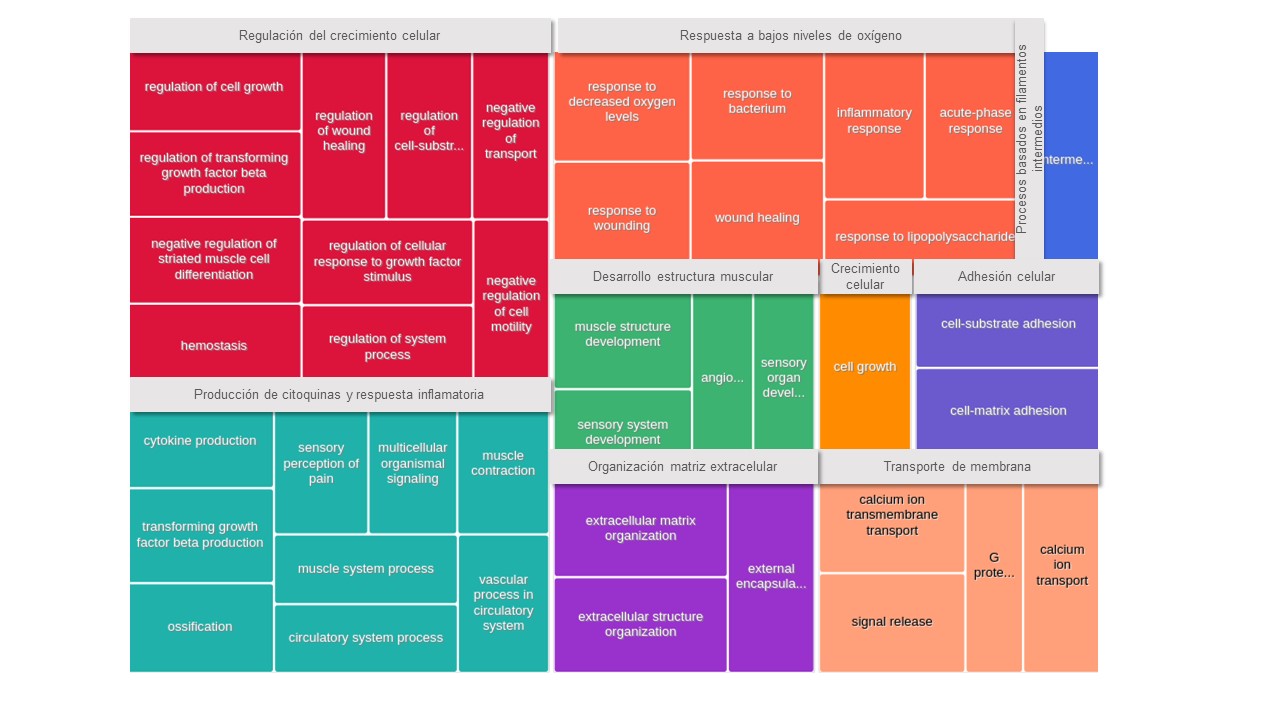 Regulación del crecimiento celular
regulation of cell growth
regulation of transforming
growth factor beta
production
negative regulation of
striated muscle cell
differentiation
hemostasis
regulation
of wound
healing
regulation
of
cell-substr...
negative
regulation
of
transport
regulation of cellular
response to growth factor
stimulus
regulation of system
process
negative
regulation
of cell
motility
Respuesta a bajos niveles de oxígeno
response to
decreased oxygen
levels
response to
bacterium
inflammatory
response
acute-phase
response
response to
wounding
wound healing
response to lipopolysaccharide
Procesos basados en filamentos
intermedios
nterme...
Producción de citoquinas y respuesta inflamatoria
cytokine production
transforming growth
factor beta production
ossification
sensory
perception of
pain
multicellular
organismal
signaling
muscle
contraction
muscle system process
circulatory system process
vascular
process in
circulatory
system
Desarrollo estructura muscular
muscle structure
development
sensory system
development
angio...
sensory
organ
devel...
Crecimiento
celular
cell growth
Adhesión celular
cell-substrate adhesion
cell-matrix adhesion
Organización matriz extracelular
extracellular matrix
organization
extracellular structure
organization
external
encapsula...
Transporte de membrana
calcium ion
transmembrane
transport
signal release
G
prote...
calcium
ion
transport